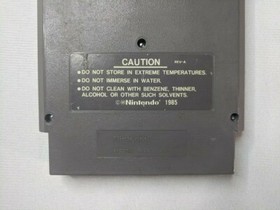 CAUTION REV-A
•DO NOT STORE IN EXTREME TEMPERATURES.
•DO NOT IMMERSE IN WATER.
•DO NOT CLEAN WITH BENZENE, THINNER,
ALCOHOL OR OTHER SUCH SOLVENTS.
©®Nintendo® 1985